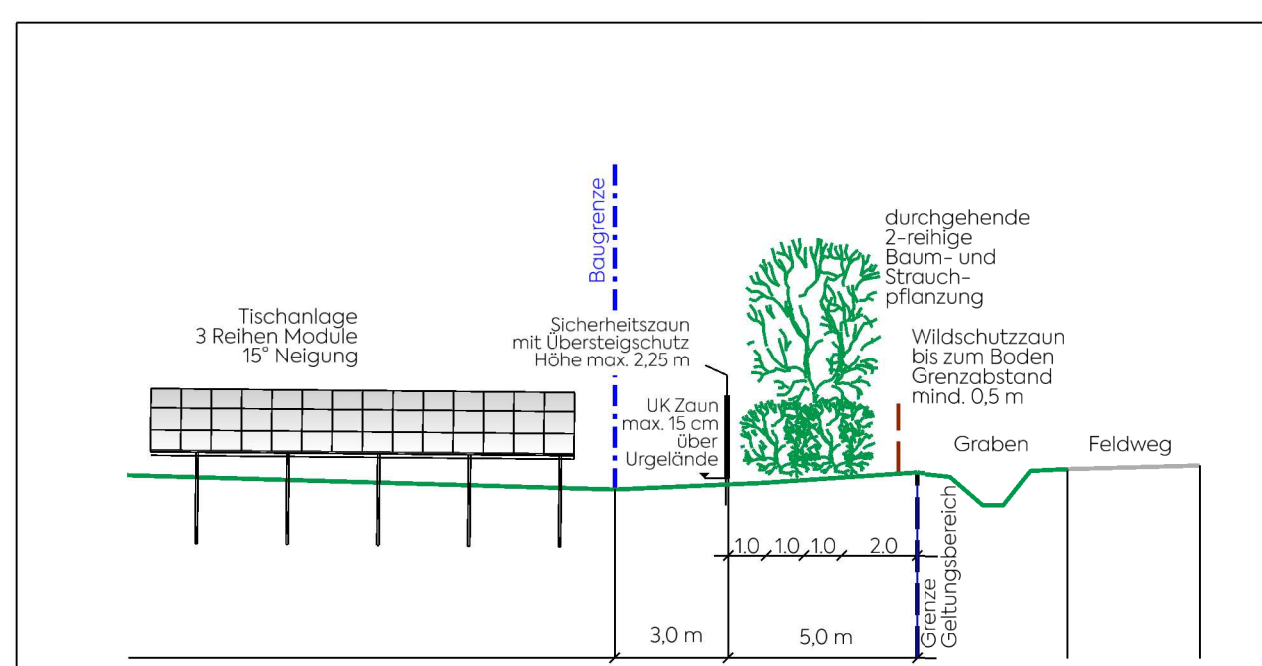 Baugrenze
durchgehende
2-reihige
Baum- und
Strauch-
pflanzung
Tischanlage
3 Reihen Module
15° Neigung
Sicherheitszaun
mit Übersteigschutz
Höhe max. 2,25 m
Wildschutzzaun
bis zum Boden
Grenzabstand
mind. 0,5 m
UK Zaun
max. 15 cm
über
Urgelände
Graben
Feldweg
1.0 1.0 1.0 2.0
Grenze
Geltungsbereich
3,0 m
5,0 m